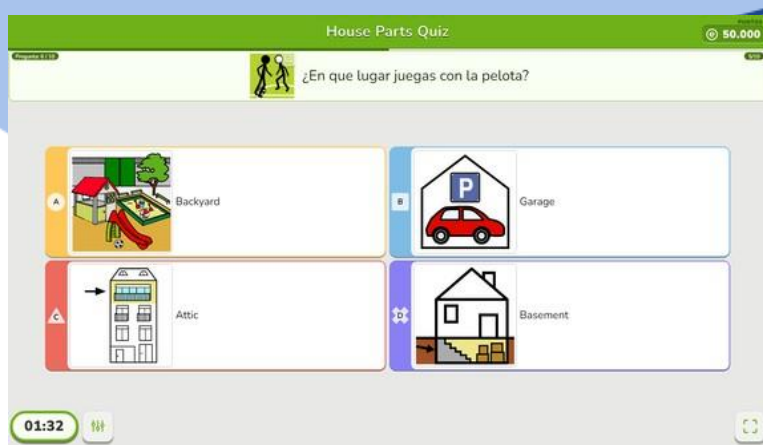 House Parts Quiz
50.000
¿En que lugar juegas con la pelota?
A
Backyard
B
P
Garage
C
Attic
D
Basement
01:32